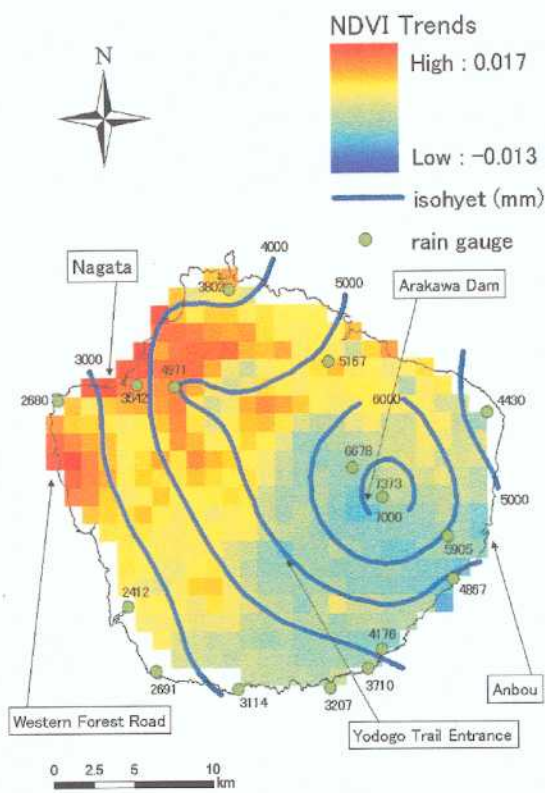 NDVI Trends
High : 0.017
Low : -0.013
isohyet (mm)
rain gauge
N
4000
5000
Nagata
3802
Arakawa Dam
3000
5167
4971
3542
2680
6000
4430
6678
7373
7000
5000
5905
2412
4867
4176
3710
2691
3114
3207
Anbou
Western Forest Road
Yodogo Trail Entrance
0 2.5 5 10
km